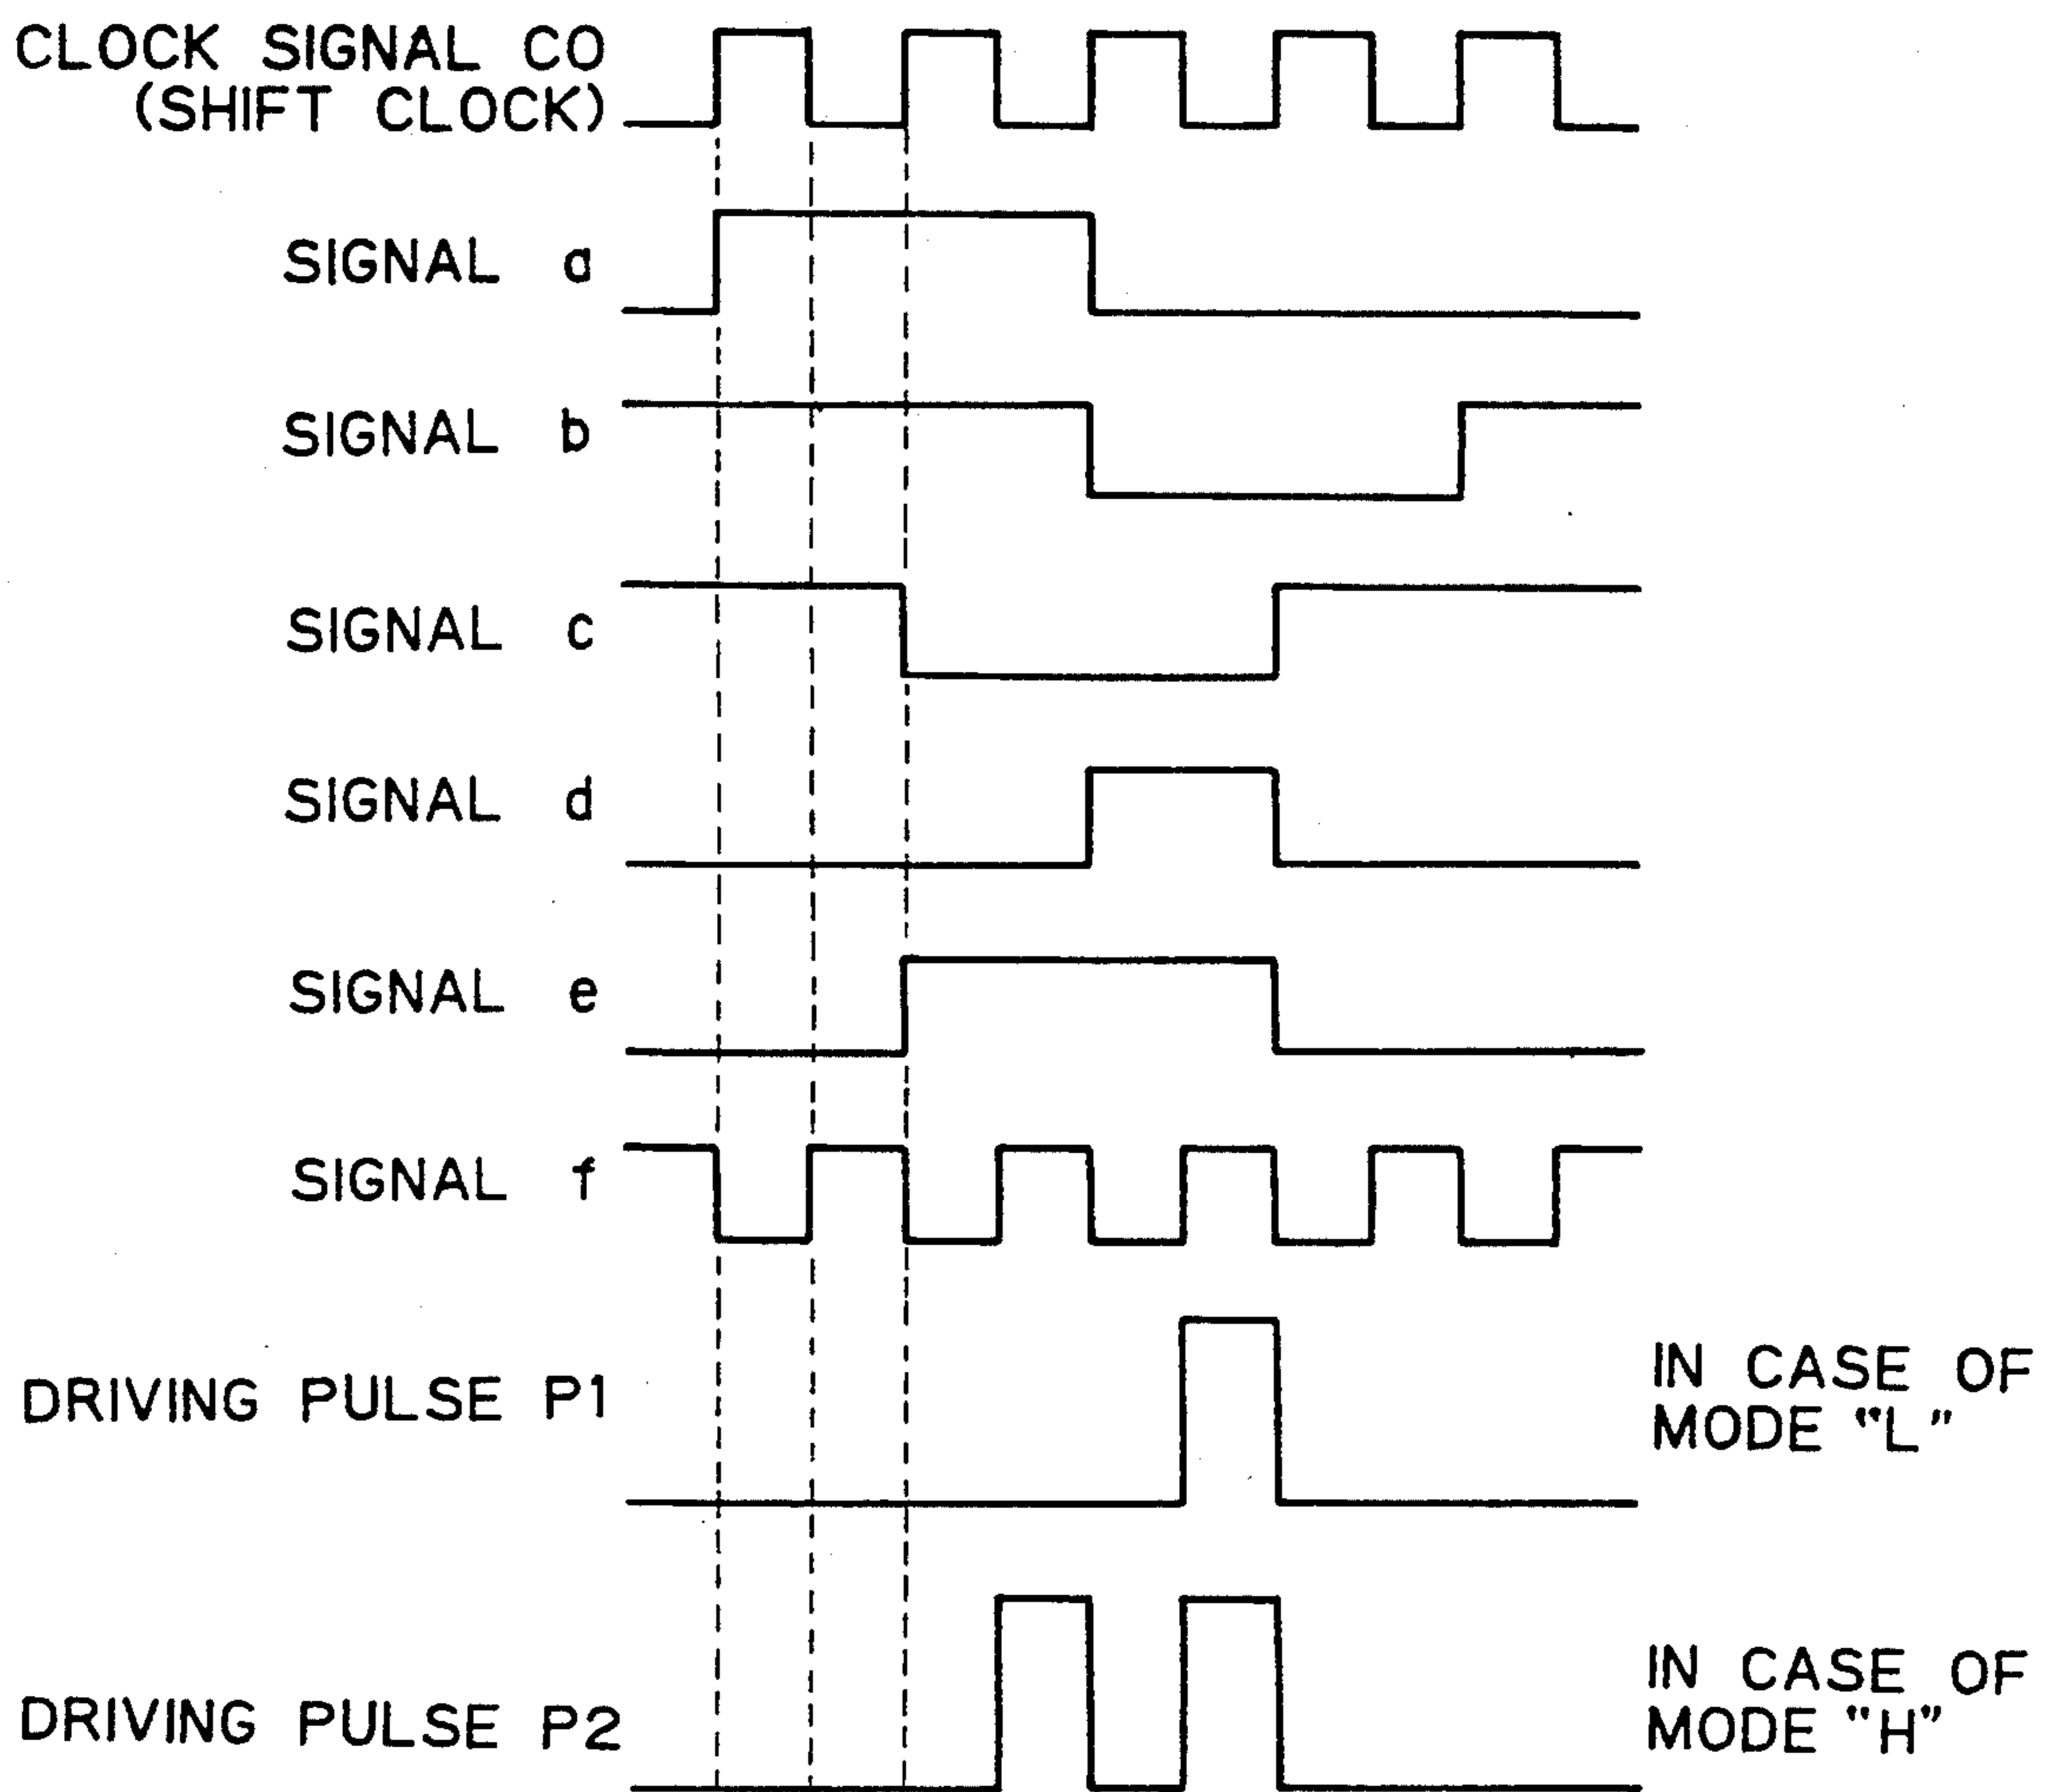 CLOCK SIGNAL CO
(SHIFT CLOCK)
SIGNAL a
SIGNAL b
SIGNAL c
SIGNAL d
SIGNAL e
SIGNAL f
DRIVING PULSE P1
IN CASE OF
MODE "L"
DRIVING PULSE P2
IN CASE OF
MODE "H"